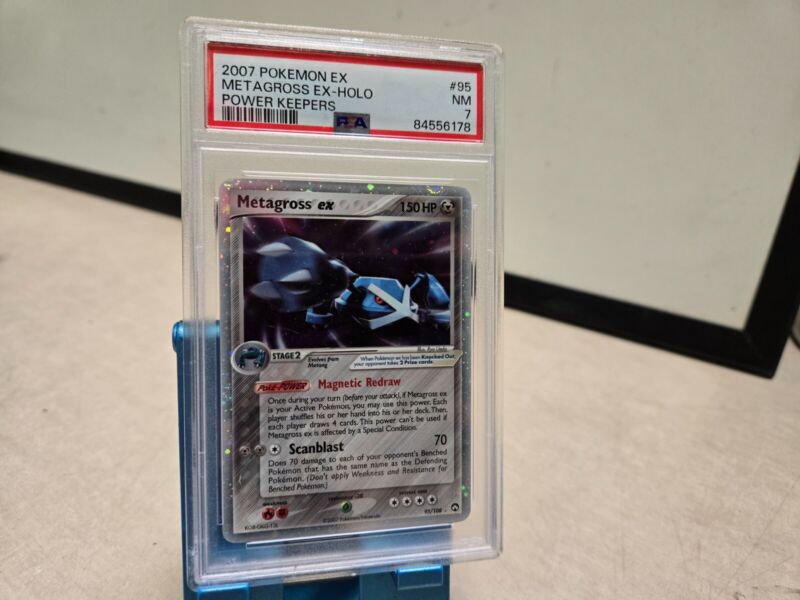 2007 POKEMON EX #95
METAGROSS EX-HOLO NM
POWER KEEPERS 7
PSA 84556178
Metagross ex 150 HP
STAGE 2 Evolves from
Metang
When Pokémon-ex has been Knocked Out,
your opponent takes 2 Prize cards.
Poké-POWER Magnetic Redraw
Once during your turn (before your attack), if Metagross ex
is your Active Pokémon, you may use this power. Each
player shuffles his or her hand into his or her deck. Then,
each player draws 4 cards. This power can't be used if
Metagross ex is affected by a Special Condition.
Scanblast 70
Does 70 damage to each of your opponent's Benched
Pokémon that has the same name as the Defending
Pokémon. (Don't apply Weakness and Resistance for
Benched Pokémon.)
95/108